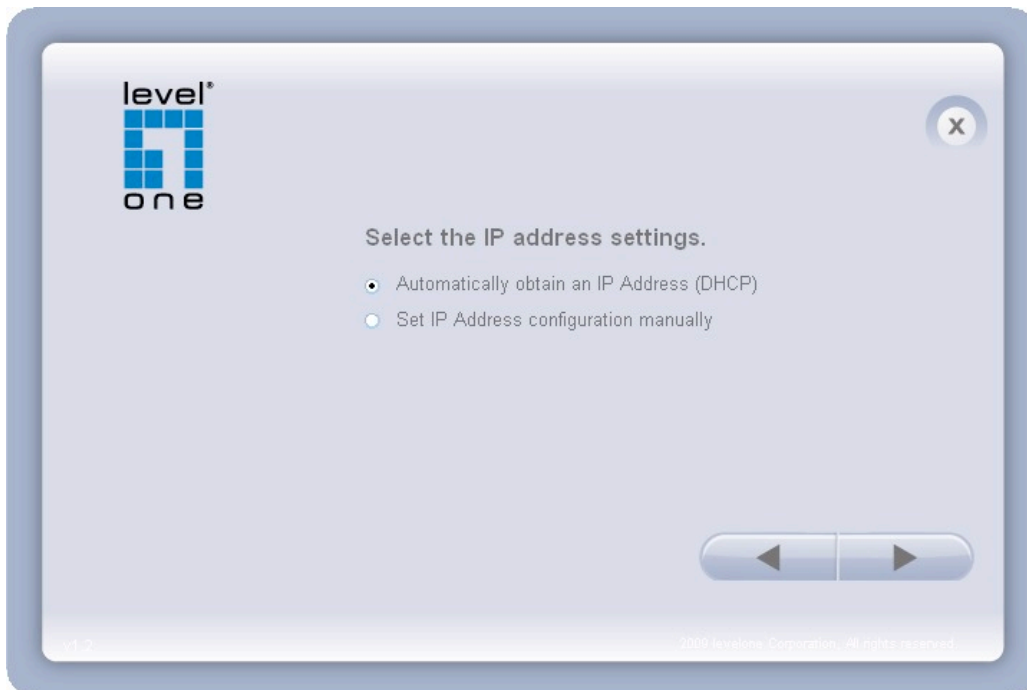 level®
one
X
Select the IP address settings.
Automatically obtain an IP Address (DHCP)
Set IP Address configuration manually
v1.2
2009 levelone Corporation, All rights reserved